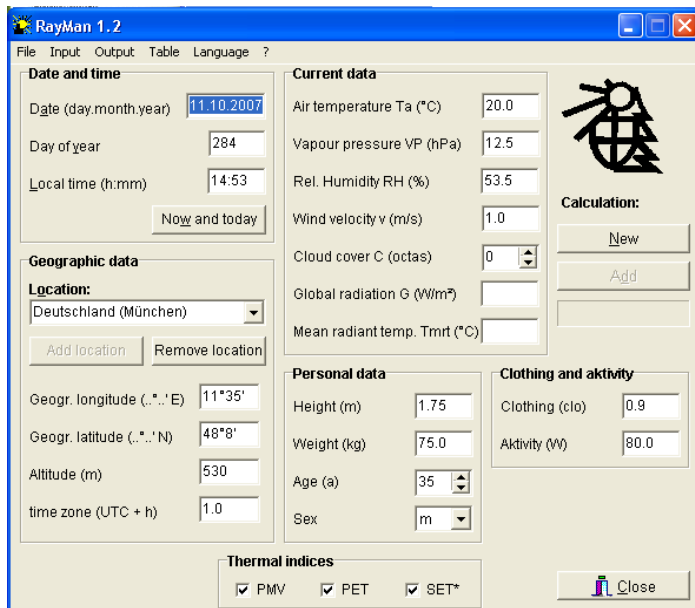 RayMan 1.2
File Input Output Table Language ?
Date and time
Date (day.month.year) 11.10.2007
Day of year 284
Local time (h:mm) 14:53
Now and today
Geographic data
Location:
Deutschland (München)
Add location Remove location
Geogr. longitude (..°..' E) 11°35'
Geogr. latitude (..°..' N) 48°8'
Altitude (m) 530
time zone (UTC + h) 1.0
Current data
Air temperature Ta (°C) 20.0
Vapour pressure VP (hPa) 12.5
Rel. Humidity RH (%) 53.5
Wind velocity v (m/s) 1.0
Cloud cover C (octas) 0
Global radiation G (W/m²)
Mean radiant temp. Tmrt (°C)
Calculation:
New
Add
Personal data
Height (m) 1.75
Weight (kg) 75.0
Age (a) 35
Sex m
Clothing and aktivity
Clothing (clo) 0.9
Aktivity (W) 80.0
Thermal indices
PMV PET SET*
Close